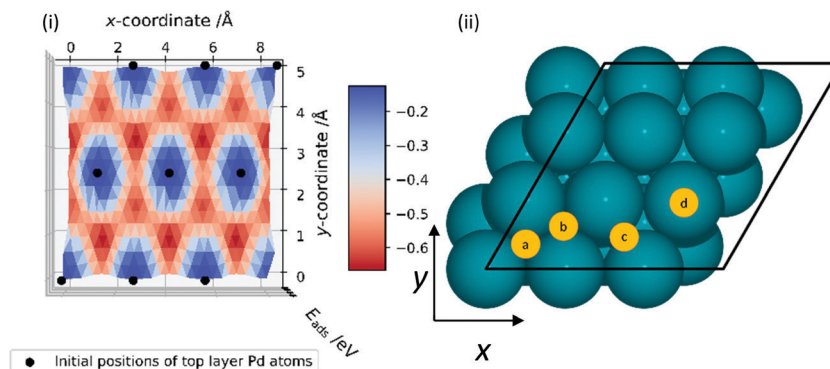 (i)
x-coordinate /Å
0 2 4 6 8
5
4
3
2
1
0
y-coordinate /Å
−0.2
−0.3
−0.4
−0.5
−0.6
E_ads /eV
Initial positions of top layer Pd atoms
(ii)
a
b
c
d
y
x